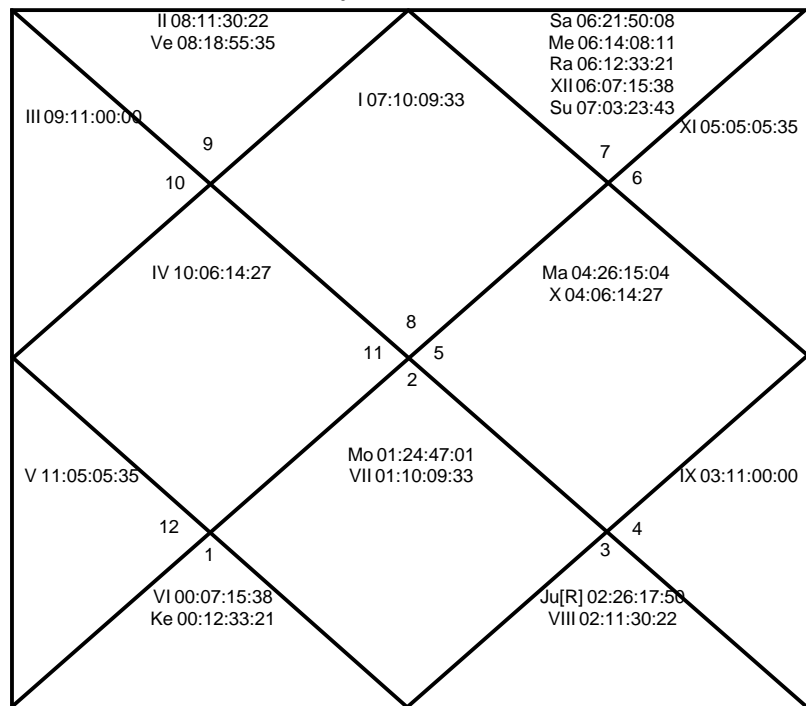 II 08:11:30:22
Ve 08:18:55:35
Sa 06:21:50:08
Me 06:14:08:11
Ra 06:12:33:21
XII 06:07:15:38
Su 07:03:23:43
I 07:10:09:33
III 09:11:00:00
XI 05:05:05:35
9
7
10
6
IV 10:06:14:27
Ma 04:26:15:04
X 04:06:14:27
8
11
5
2
Mo 01:24:47:01
VII 01:10:09:33
V 11:05:05:35
IX 03:11:00:00
12
4
1
3
VI 00:07:15:38
Ke 00:12:33:21
Ju[R] 02:26:17:50
VIII 02:11:30:22